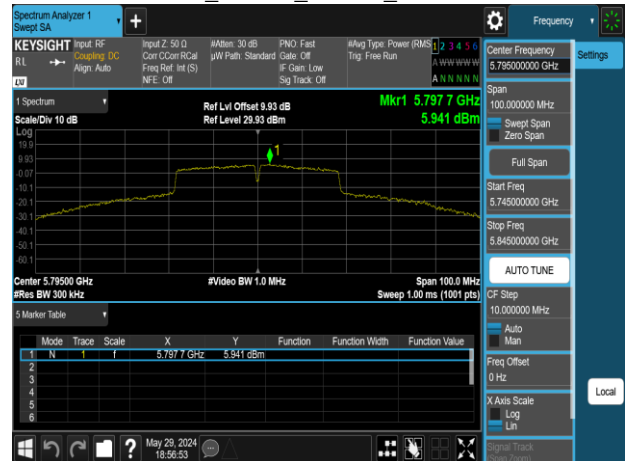 Spectrum Analyzer 1
Swept SA
+
Frequency
KEYSIGHT
RL
Input: RF
Coupling: DC
Align: Auto
Input Z: 50 Ω
Corr CCorr RCal
Freq Ref: Int (S)
NFE: Off
#Atten: 30 dB
µW Path: Standard
PNO: Fast
Gate: Off
IF Gain: Low
Sig Track: Off
#Avg Type: Power (RMS
Trig: Free Run
1 2 3 4 5 6
A W W W W W
A N N N N N
LXI
1 Spectrum
Scale/Div 10 dB
Ref Lvl Offset 9.93 dB
Ref Level 29.93 dBm
Mkr1 5.797 7 GHz
5.941 dBm
Log
19.9
9.93
-0.07
-10.1
-20.1
-30.1
-40.1
-50.1
-60.1
1
Center 5.79500 GHz
#Res BW 300 kHz
#Video BW 1.0 MHz
Span 100.0 MHz
Sweep 1.00 ms (1001 pts)
5 Marker Table
Mode Trace Scale X Y Function Function Width Function Value
1 N 1 f 5.797 7 GHz 5.941 dBm
2
3
4
5
6
?
May 29, 2024
18:56:53
Center Frequency
5.795000000 GHz
Span
100.000000 MHz
Swept Span
Zero Span
Full Span
Start Freq
5.745000000 GHz
Stop Freq
5.845000000 GHz
AUTO TUNE
CF Step
10.000000 MHz
Auto
Man
Freq Offset
0 Hz
X Axis Scale
Log
Lin
Signal Track
(Span Zoom)
Settings
Local